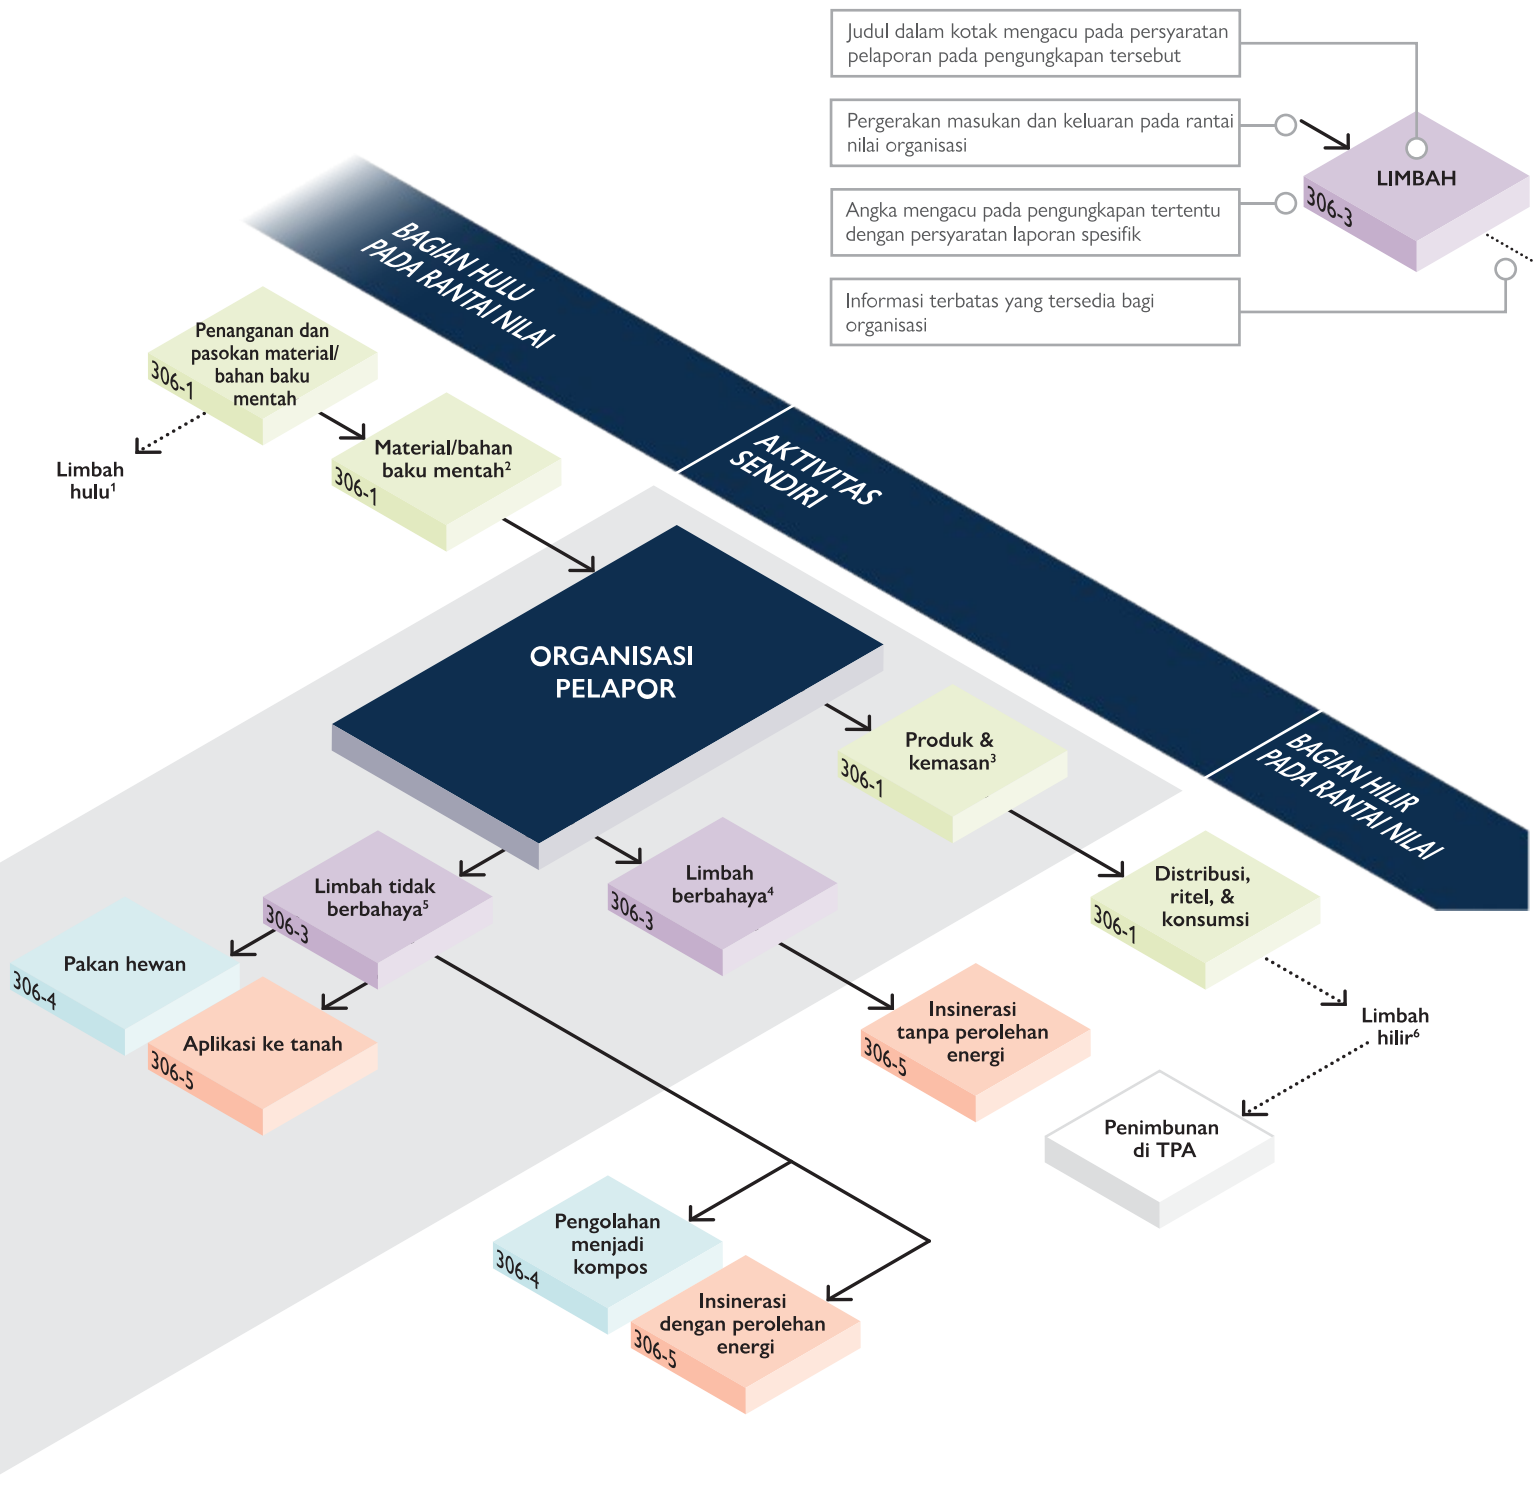 Judul dalam kotak mengacu pada persyaratan
pelaporan pada pengungkapan tersebut
Pergerakan masukan dan keluaran pada rantai
nilai organisasi
Angka mengacu pada pengungkapan tertentu
dengan persyaratan laporan spesifik
Informasi terbatas yang tersedia bagi
organisasi
LIMBAH
306-3
BAGIAN HULU
PADA RANTAI NILAI
AKTIVITAS
SENDIRI
BAGIAN HILIR
PADA RANTAI NILAI
Penanganan dan
pasokan material/
bahan baku
mentah
306-1
Limbah
hulu¹
Material/bahan
baku mentah²
306-1
ORGANISASI
PELAPOR
Produk &
kemasan³
306-1
Limbah tidak
berbahaya⁵
306-3
Limbah
berbahaya⁴
306-3
Distribusi,
ritel, &
konsumsi
306-1
Pakan hewan
306-4
Aplikasi ke tanah
306-5
Insinerasi
tanpa perolehan
energi
306-5
Limbah
hilir⁶
Penimbunan
di TPA
Pengolahan
menjadi
kompos
306-4
Insinerasi
dengan perolehan
energi
306-5